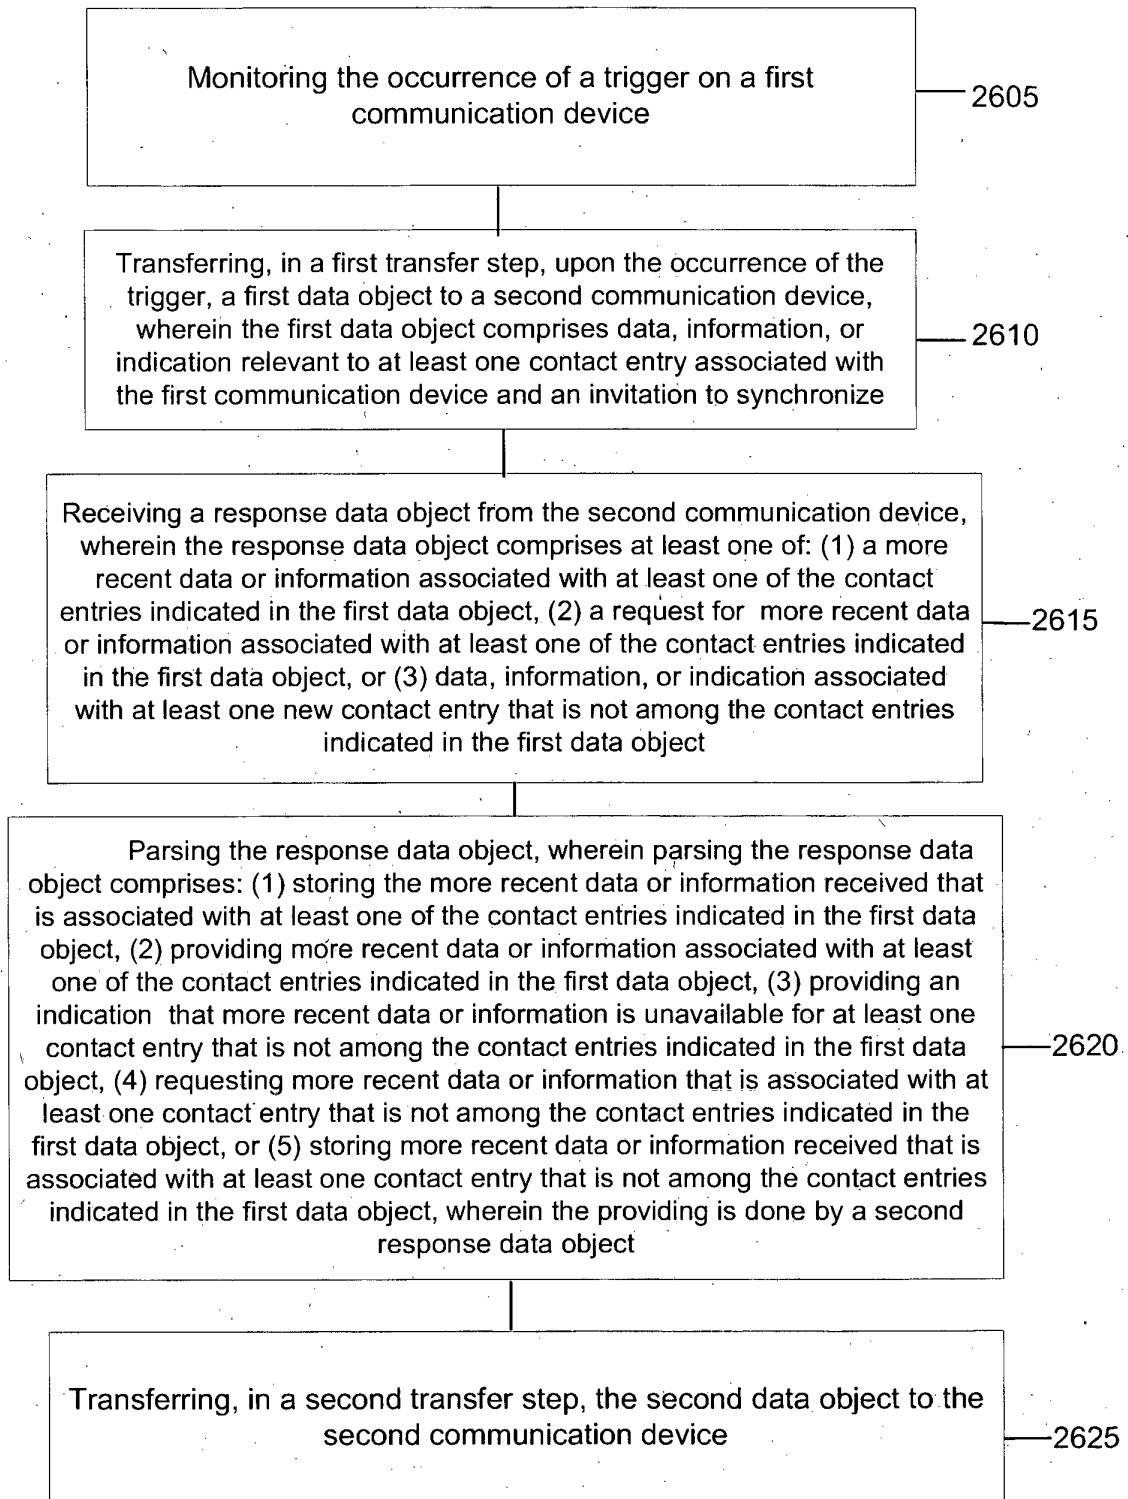 Monitoring the occurrence of a trigger on a first
communication device
2605
Transferring, in a first transfer step, upon the occurrence of the
trigger, a first data object to a second communication device,
wherein the first data object comprises data, information, or
indication relevant to at least one contact entry associated with
the first communication device and an invitation to synchronize
2610
Receiving a response data object from the second communication device,
wherein the response data object comprises at least one of: (1) a more
recent data or information associated with at least one of the contact
entries indicated in the first data object, (2) a request for more recent data
or information associated with at least one of the contact entries indicated
in the first data object, or (3) data, information, or indication associated
with at least one new contact entry that is not among the contact entries
indicated in the first data object
2615
Parsing the response data object, wherein parsing the response data
object comprises: (1) storing the more recent data or information received that
is associated with at least one of the contact entries indicated in the first data
object, (2) providing more recent data or information associated with at least
one of the contact entries indicated in the first data object, (3) providing an
indication that more recent data or information is unavailable for at least one
contact entry that is not among the contact entries indicated in the first data
object, (4) requesting more recent data or information that is associated with at
least one contact entry that is not among the contact entries indicated in the
first data object, or (5) storing more recent data or information received that is
associated with at least one contact entry that is not among the contact entries
indicated in the first data object, wherein the providing is done by a second
response data object
2620
Transferring, in a second transfer step, the second data object to the
second communication device
2625